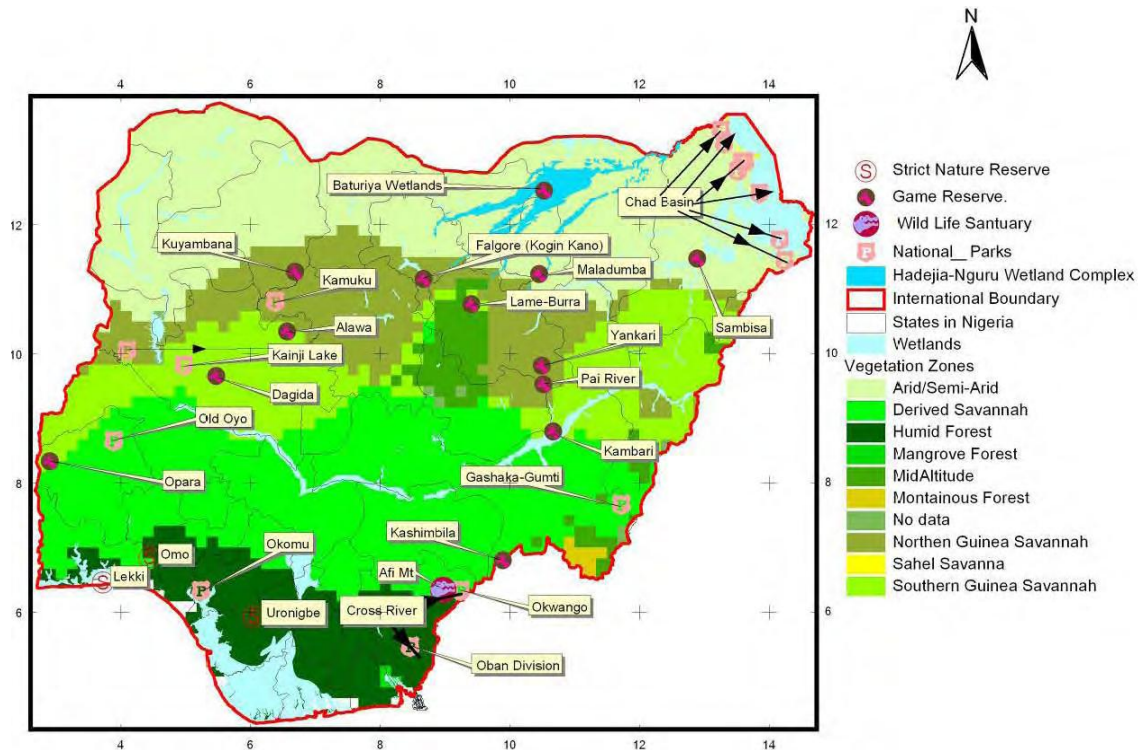 N
4 6 8 10 12 14
Baturiya Wetlands
Chad Basin
12
12
Kuyambana
Falgore (Kogin Kano)
Kamuku
Maladumba
Lame-Burra
Alawa
Sambisa
Yankari
10
10
Kainji Lake
Pai River
Dagida
Old Oyo
Kambari
Gashaka-Gumti
Opara
8
8
Kashimbila
Omo
Okomu
Afi Mt
Lekki
Okwango
Cross River
Uronigbe
6
6
Oban Division
4 6 8 10 12 14
S Strict Nature Reserve
Game Reserve.
Wild Life Santuary
P National_ Parks
Hadejia-Nguru Wetland Complex
International Boundary
States in Nigeria
Wetlands
Vegetation Zones
Arid/Semi-Arid
Derived Savannah
Humid Forest
Mangrove Forest
MidAltitude
Montainous Forest
No data
Northen Guinea Savannah
Sahel Savanna
Southern Guinea Savannah